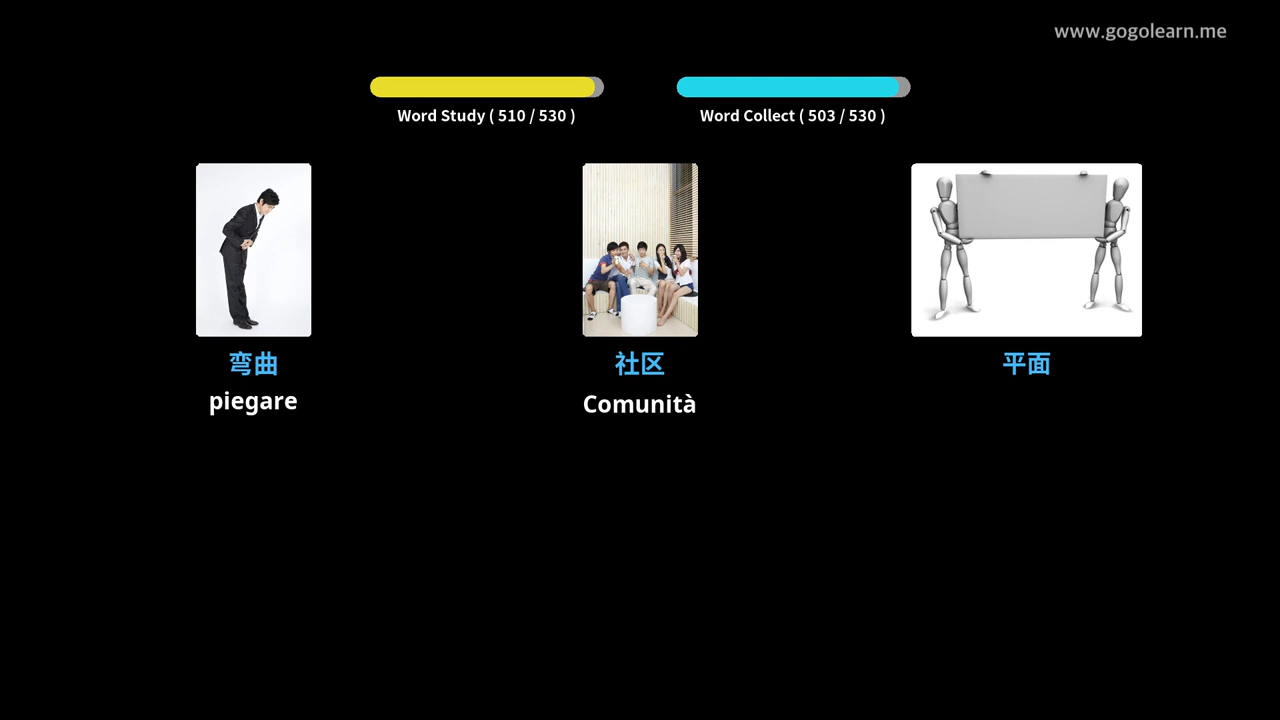 www.gogolearn.me
Word Study ( 510 / 530 )
Word Collect ( 503 / 530 )
弯曲
piegare
社区
Comunità
平面